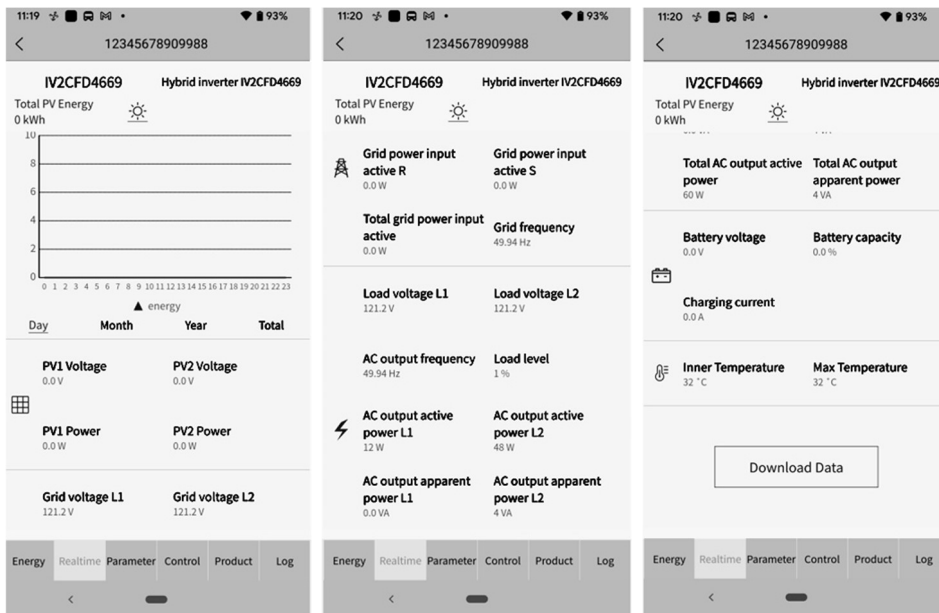 11:19 93%
12345678909988
IV2CFD4669 Hybrid inverter IV2CFD4669
Total PV Energy
0 kWh
10
8
6
4
2
0
0 1 2 3 4 5 6 7 8 9 10 11 12 13 14 15 16 17 18 19 20 21 22 23
energy
Day Month Year Total
PV1 Voltage PV2 Voltage
0.0 V 0.0 V
PV1 Power PV2 Power
0.0 W 0.0 W
Grid voltage L1 Grid voltage L2
121.2 V 121.2 V
Energy Realtime Parameter Control Product Log
11:20 93%
12345678909988
IV2CFD4669 Hybrid inverter IV2CFD4669
Total PV Energy
0 kWh
Grid power input Grid power input
active R active S
0.0 W 0.0 W
Total grid power input
active Grid frequency
0.0 W 49.94 Hz
Load voltage L1 Load voltage L2
121.2 V 121.2 V
AC output frequency Load level
49.94 Hz 1 %
AC output active AC output active
power L1 power L2
12 W 48 W
AC output apparent AC output apparent
power L1 power L2
0.0 VA 4 VA
Energy Realtime Parameter Control Product Log
11:20 93%
12345678909988
IV2CFD4669 Hybrid inverter IV2CFD4669
Total PV Energy
0 kWh
Total AC output active Total AC output
power apparent power
60 W 4 VA
Battery voltage Battery capacity
0.0 V 0.0 %
Charging current
0.0 A
Inner Temperature Max Temperature
32 ˚C 32 ˚C
Download Data
Energy Realtime Parameter Control Product Log